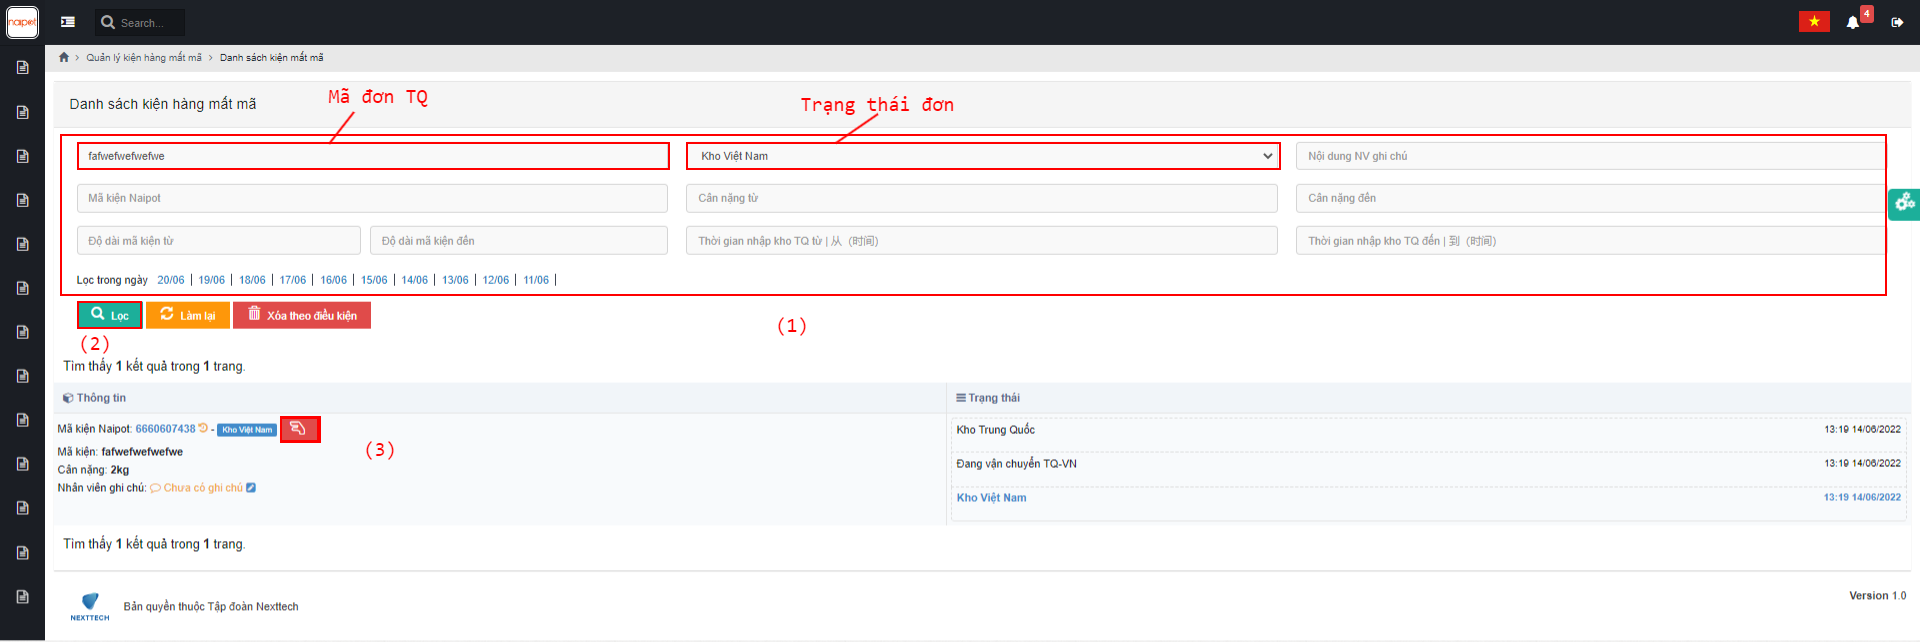 naipot
Search...
4
Quản lý kiện hàng mất mã > Danh sách kiện mất mã
Danh sách kiện hàng mất mã
Mã đơn TQ
Trạng thái đơn
fafwefwefwefwe
Kho Việt Nam
Nội dung NV ghi chú
Mã kiện Naipot
Cân nặng từ
Cân nặng đến
Độ dài mã kiện từ
Độ dài mã kiện đến
Thời gian nhập kho TQ từ | 从 (时间)
Thời gian nhập kho TQ đến | 到 (时间)
Lọc trong ngày 20/06 | 19/06 | 18/06 | 17/06 | 16/06 | 15/06 | 14/06 | 13/06 | 12/06 | 11/06 |
Lọc
Làm lại
Xóa theo điều kiện
(1)
(2)
Tìm thấy 1 kết quả trong 1 trang.
Thông tin
Trạng thái
Mã kiện Naipot: 6660607438 - Kho Việt Nam
(3)
Mã kiện: fafwefwefwefwe
Cân nặng: 2kg
Nhân viên ghi chú: Chưa có ghi chú
Kho Trung Quốc 13:19 14/06/2022
Đang vận chuyển TQ-VN 13:19 14/06/2022
Kho Việt Nam 13:19 14/06/2022
Tìm thấy 1 kết quả trong 1 trang.
NEXTTECH
Bản quyền thuộc Tập đoàn Nexttech
Version 1.0